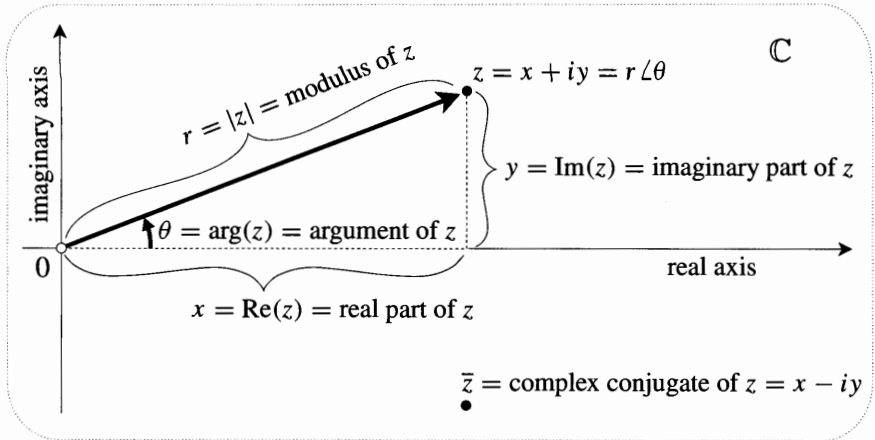 ℂ
imaginary axis
r = |z| = modulus of z
z = x + iy = r∠θ
y = Im(z) = imaginary part of z
θ = arg(z) = argument of z
0
real axis
x = Re(z) = real part of z
z̅ = complex conjugate of z = x − iy